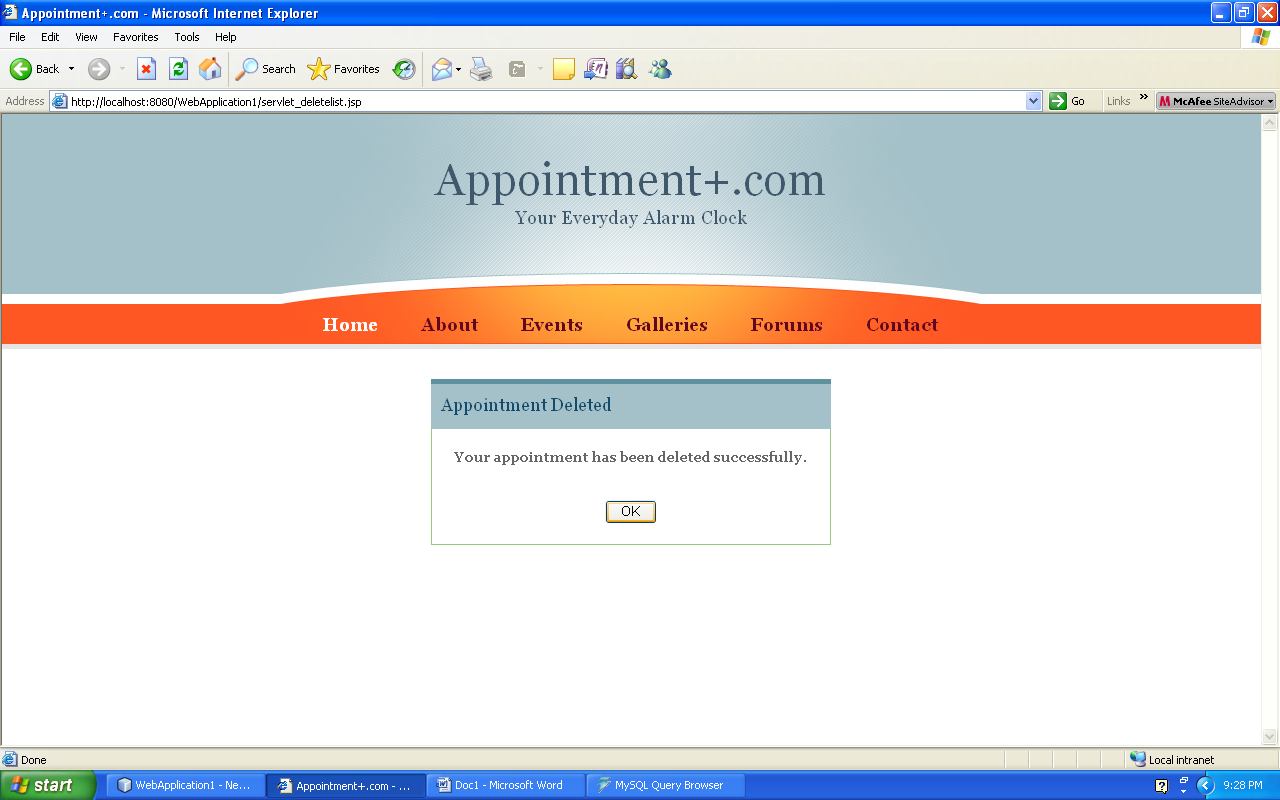 Appointment+.com - Microsoft Internet Explorer
File Edit View Favorites Tools Help
Back Search Favorites
Address http://localhost:8080/WebApplication1/servlet_deletelist.jsp Go Links » McAfee SiteAdvisor
Appointment+.com
Your Everyday Alarm Clock
Home About Events Galleries Forums Contact
Appointment Deleted
Your appointment has been deleted successfully.
OK
Done Local intranet
start WebApplication1 - Ne... Appointment+.com - ... Doc1 - Microsoft Word MySQL Query Browser 9:28 PM